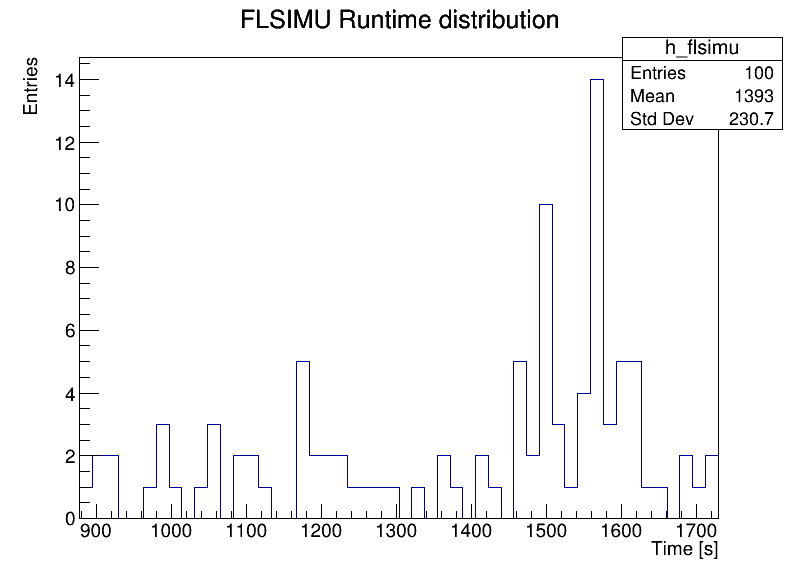 FLSIMU Runtime distribution
h_flsimu
Entries 100
Mean 1393
Std Dev 230.7
Entries
14
12
10
8
6
4
2
0
900 1000 1100 1200 1300 1400 1500 1600 1700
Time [s]